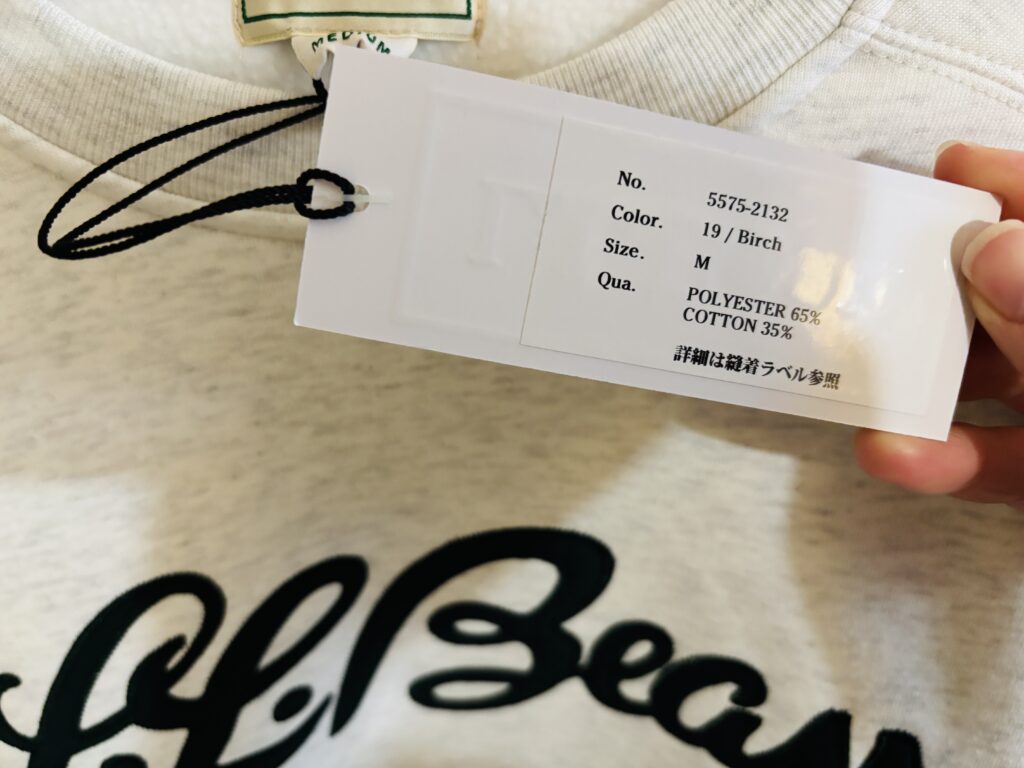 MEDIUM
No. 5575-2132
Color. 19 / Birch
Size. M
Qua. POLYESTER 65%
COTTON 35%
詳細は縫着ラベル参照
L.L.Bean